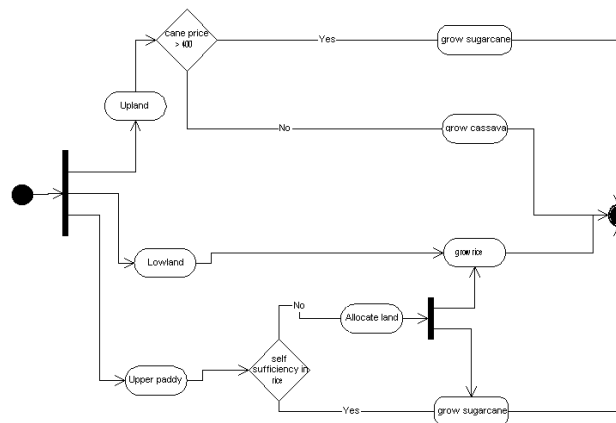 cane price
> 400
Yes
grow sugarcane
Upland
No
grow cassava
Lowland
grow rice
No
Allocate land
self
sufficiency in
rice
Upper paddy
Yes
grow sugarcane